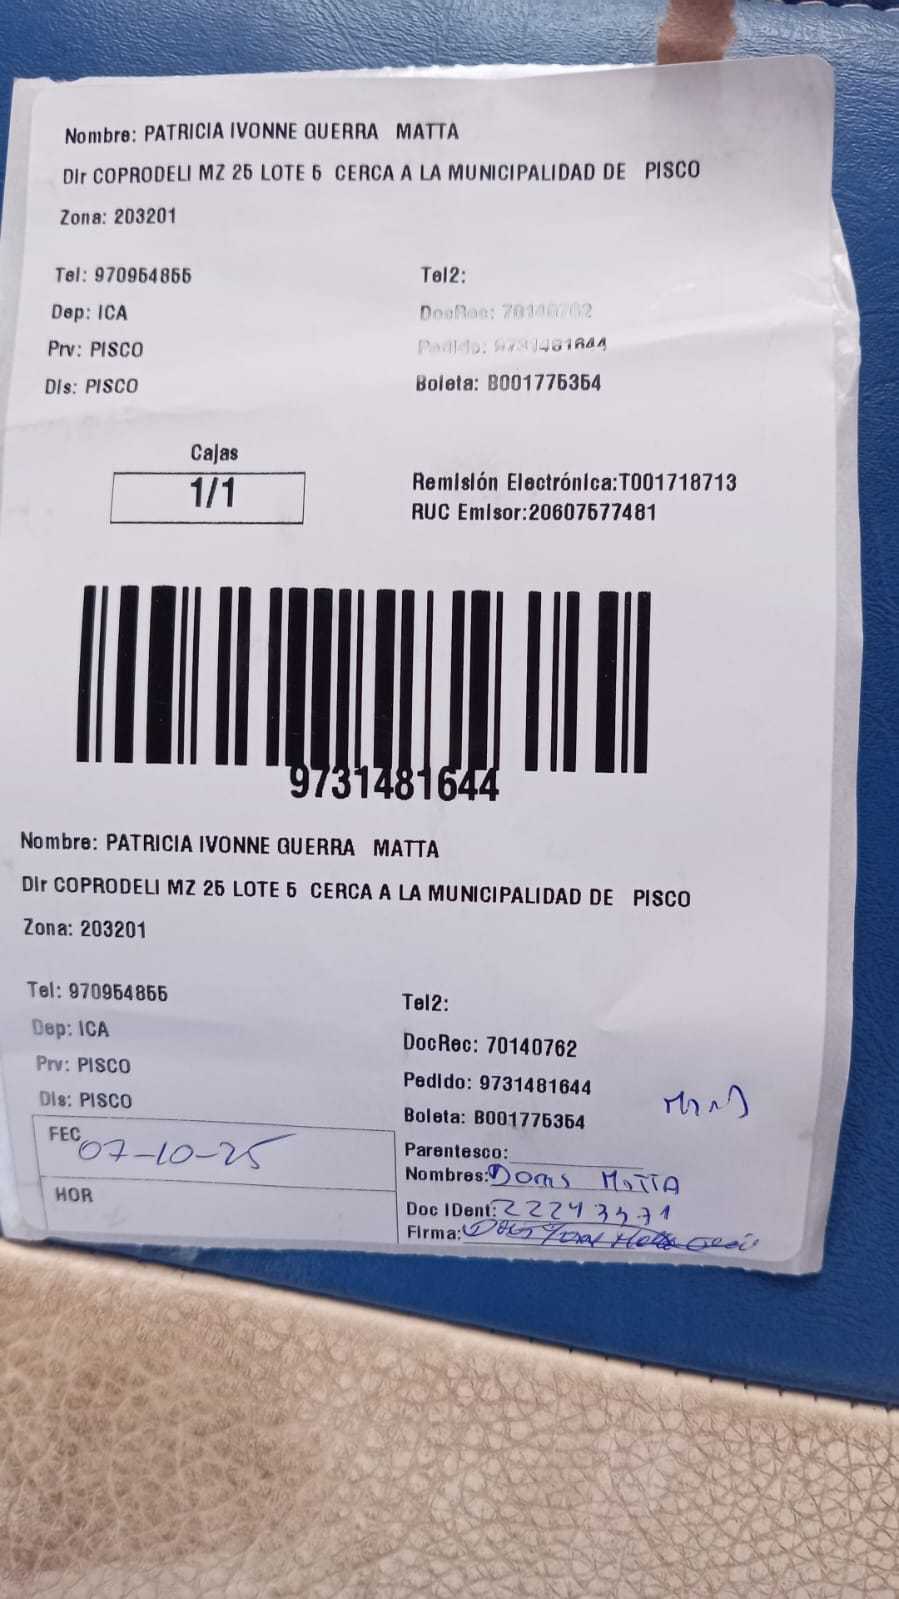 Nombre: PATRICIA IVONNE GUERRA MATTA
Dir COPRODELI MZ 25 LOTE 5 CERCA A LA MUNICIPALIDAD DE PISCO
Zona: 203201
Tel: 970954855 Tel2:
Dep: ICA DocRec: 70140762
Prv: PISCO Pedido: 9731481644
Dis: PISCO Boleta: B001775354
Cajas
1/1
Remisión Electrónica:T001718713
RUC Emisor:20607577481
9731481644
Nombre: PATRICIA IVONNE GUERRA MATTA
Dir COPRODELI MZ 25 LOTE 5 CERCA A LA MUNICIPALIDAD DE PISCO
Zona: 203201
Tel: 970954855 Tel2:
Dep: ICA DocRec: 70140762
Prv: PISCO Pedido: 9731481644
Dis: PISCO Boleta: B001775354
FEC 07-10-25
HOR
Parentesco:
Nombres: Doris MATTA
Doc IDent: 22243471
Firma: